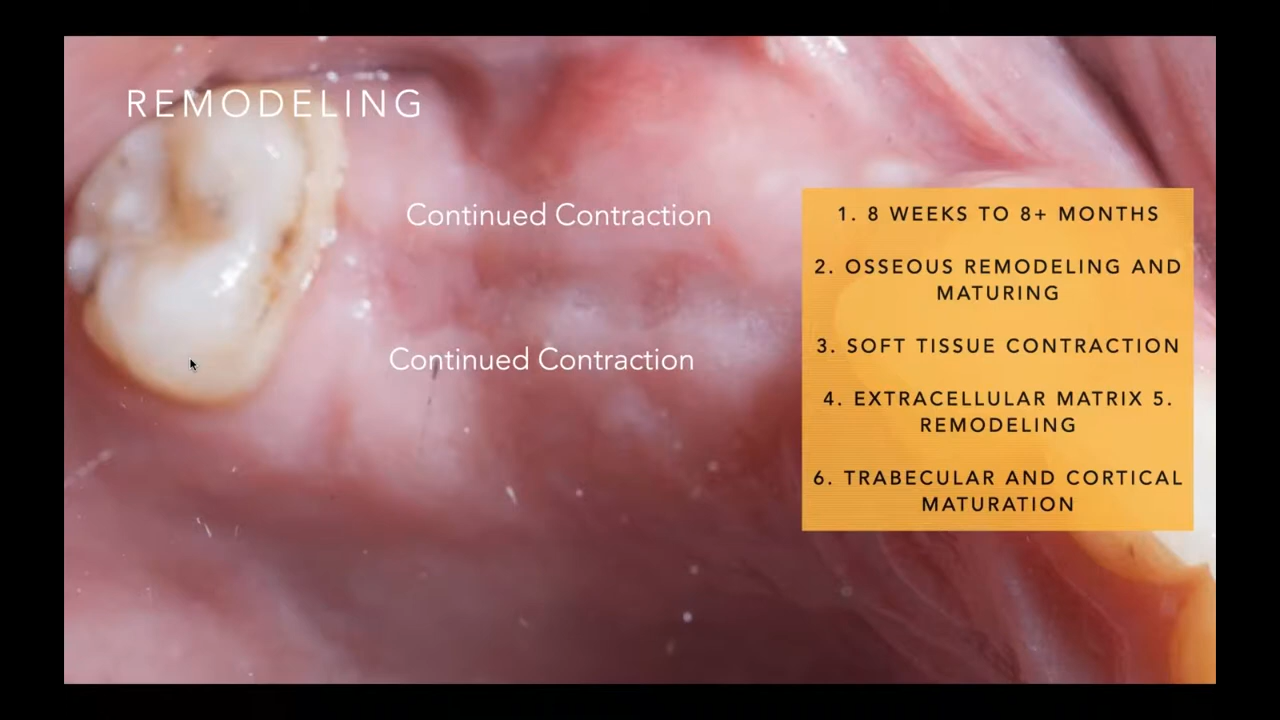 REMODELING
Continued Contraction
Continued Contraction
1. 8 WEEKS TO 8+ MONTHS
2. OSSEOUS REMODELING AND
MATURING
3. SOFT TISSUE CONTRACTION
4. EXTRACELLULAR MATRIX 5.
REMODELING
6. TRABECULAR AND CORTICAL
MATURATION